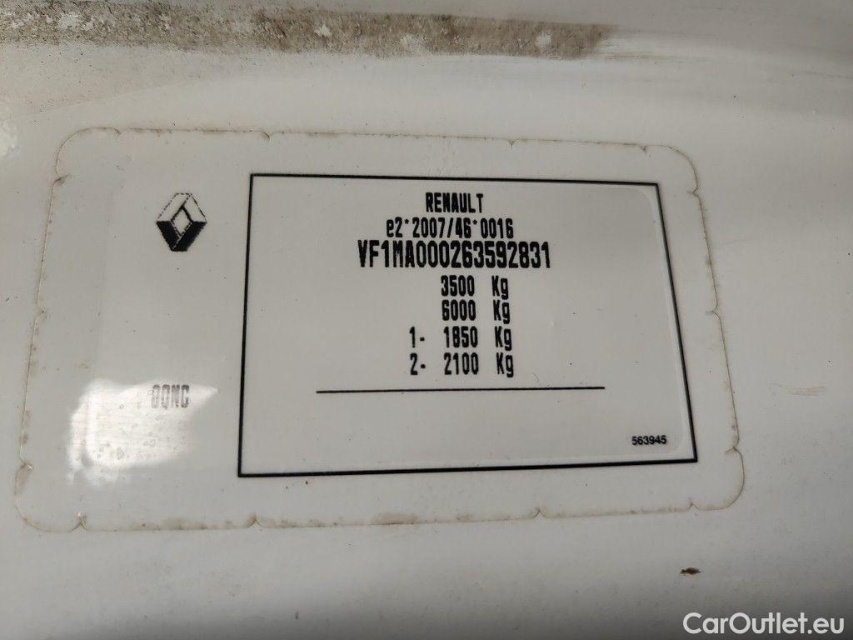 RENAULT
e2*2007/46*0016
VF1MA000263592831
3500 Kg
6000 Kg
1- 1850 Kg
2- 2100 Kg
QQNC
563945
CarOutlet.eu